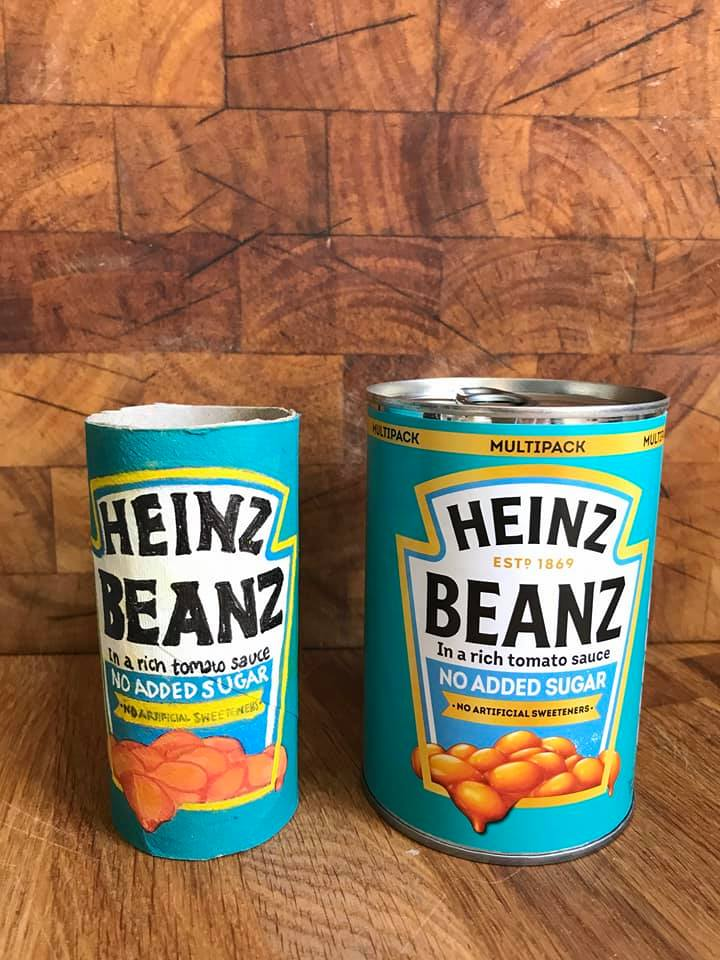 HEINZ
BEANZ
In a rich tomato sauce
NO ADDED SUGAR
•NO ARTIFICIAL SWEETENERS•
MULTIPACK MULTIPACK
HEINZ
ESTD 1869
BEANZ
In a rich tomato sauce
NO ADDED SUGAR
•NO ARTIFICIAL SWEETENERS•